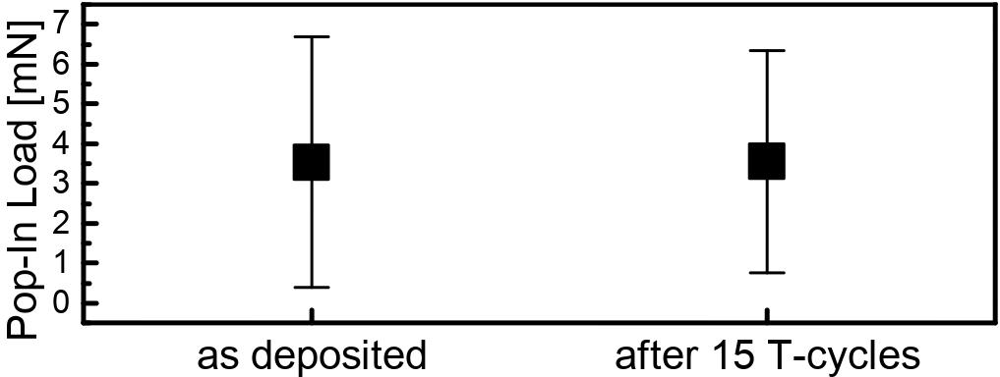 Pop-In Load [mN]
7
6
5
4
3
2
1
0
as deposited
after 15 T-cycles